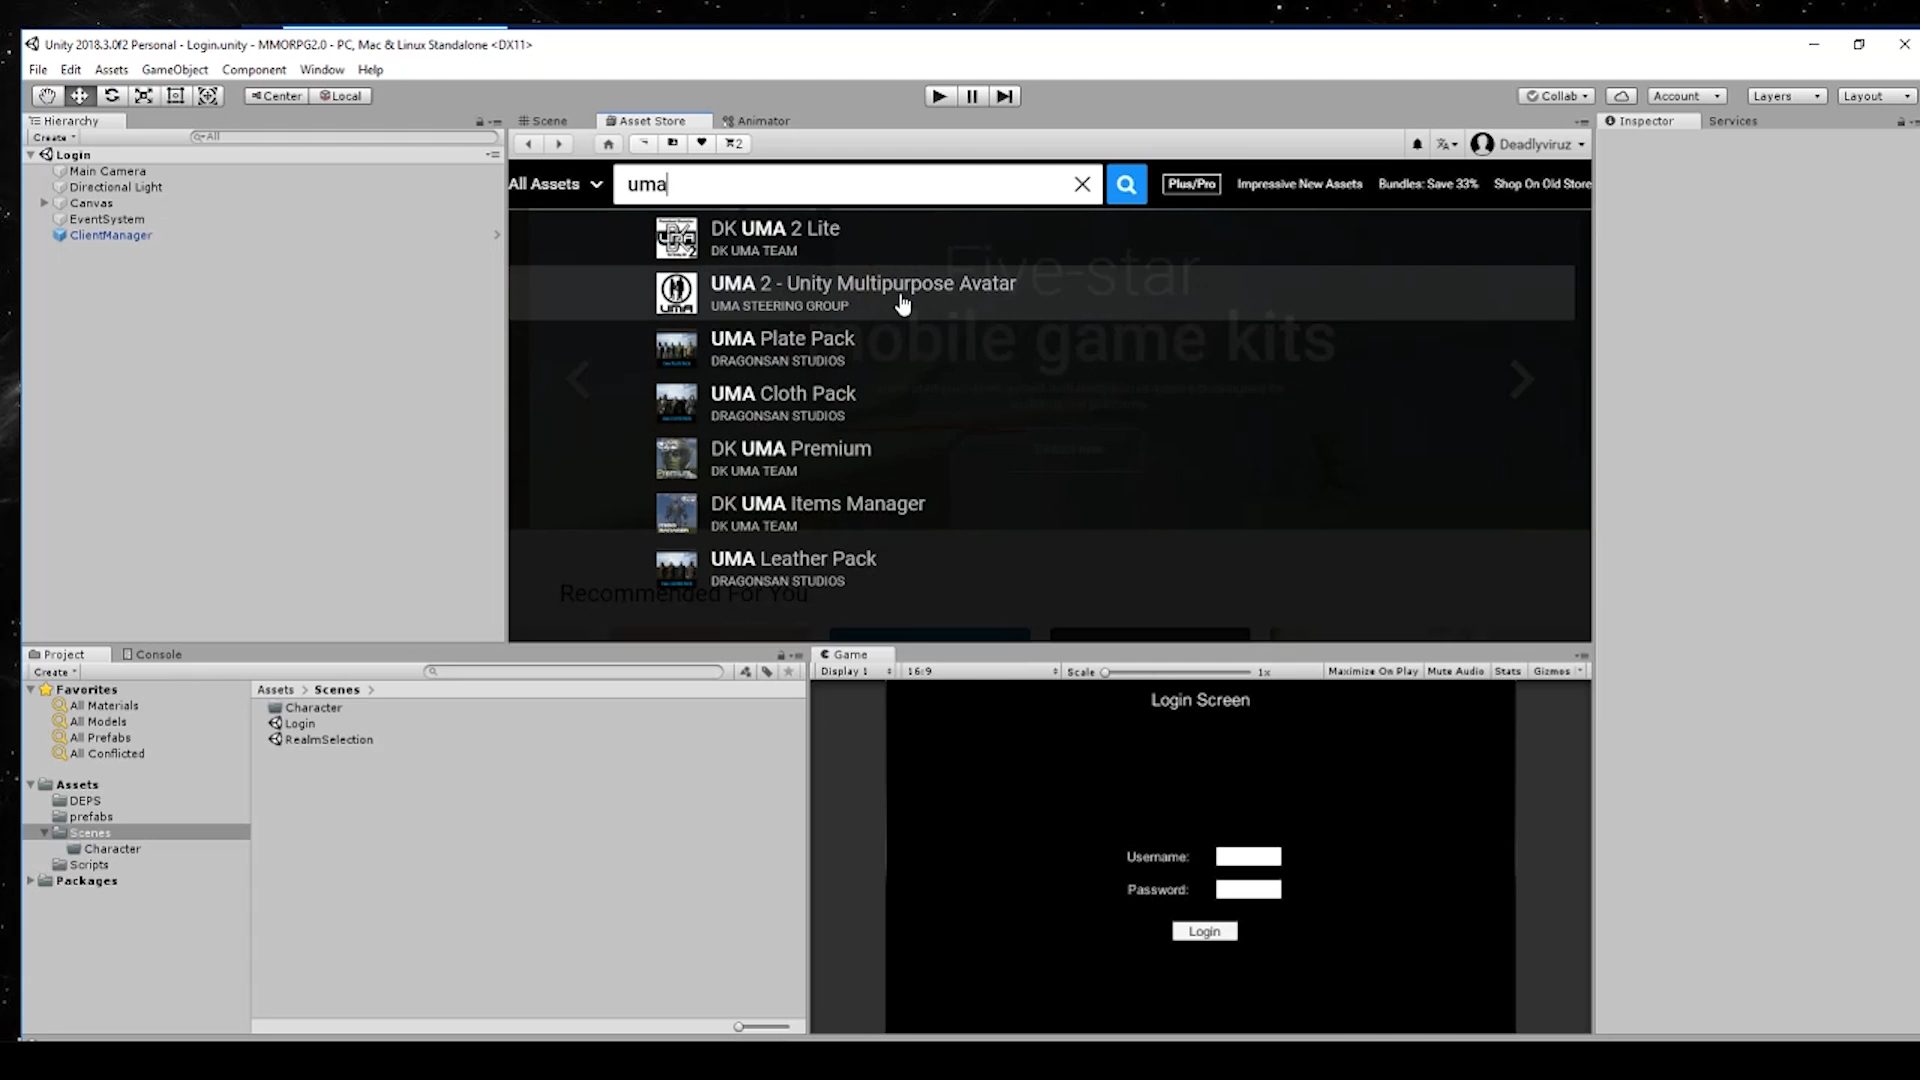 Unity 2018.3.0f2 Personal - Login.unity - MMORPG2.0 - PC, Mac & Linux Standalone <DX11>
File Edit Assets GameObject Component Window Help
Center Local Collab Account Layers Layout
Hierarchy Scene Asset Store Animator Inspector Services
Create All
2 Deadlyviruz
Login
Main Camera
Directional Light
Canvas
EventSystem
ClientManager
All Assets uma Plus/Pro Impressive New Assets Bundles: Save 33% Shop On Old Store
DK UMA 2 Lite
DK UMA TEAM
UMA 2 - Unity Multipurpose Avatar
UMA STEERING GROUP
UMA Plate Pack
DRAGONSAN STUDIOS
UMA Cloth Pack
DRAGONSAN STUDIOS
DK UMA Premium
DK UMA TEAM
DK UMA Items Manager
DK UMA TEAM
UMA Leather Pack
DRAGONSAN STUDIOS
Five-star
mobile game kits
Recommended For You
Project Console
Create
Favorites
All Materials
All Models
All Prefabs
All Conflicted
Assets
DEPS
prefabs
Scenes
Character
Scripts
Packages
Assets > Scenes >
Character
Login
RealmSelection
Game
Display 1 16:9 Scale 1x Maximize On Play Mute Audio Stats Gizmos
Login Screen
Username:
Password:
Login